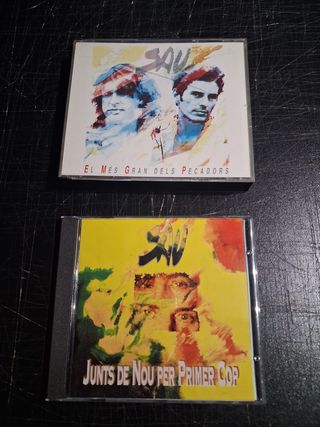 SAU
EL MÉS GRAN DELS PECADORS
SAU
JUNTS DE NOU PER PRIMER COP